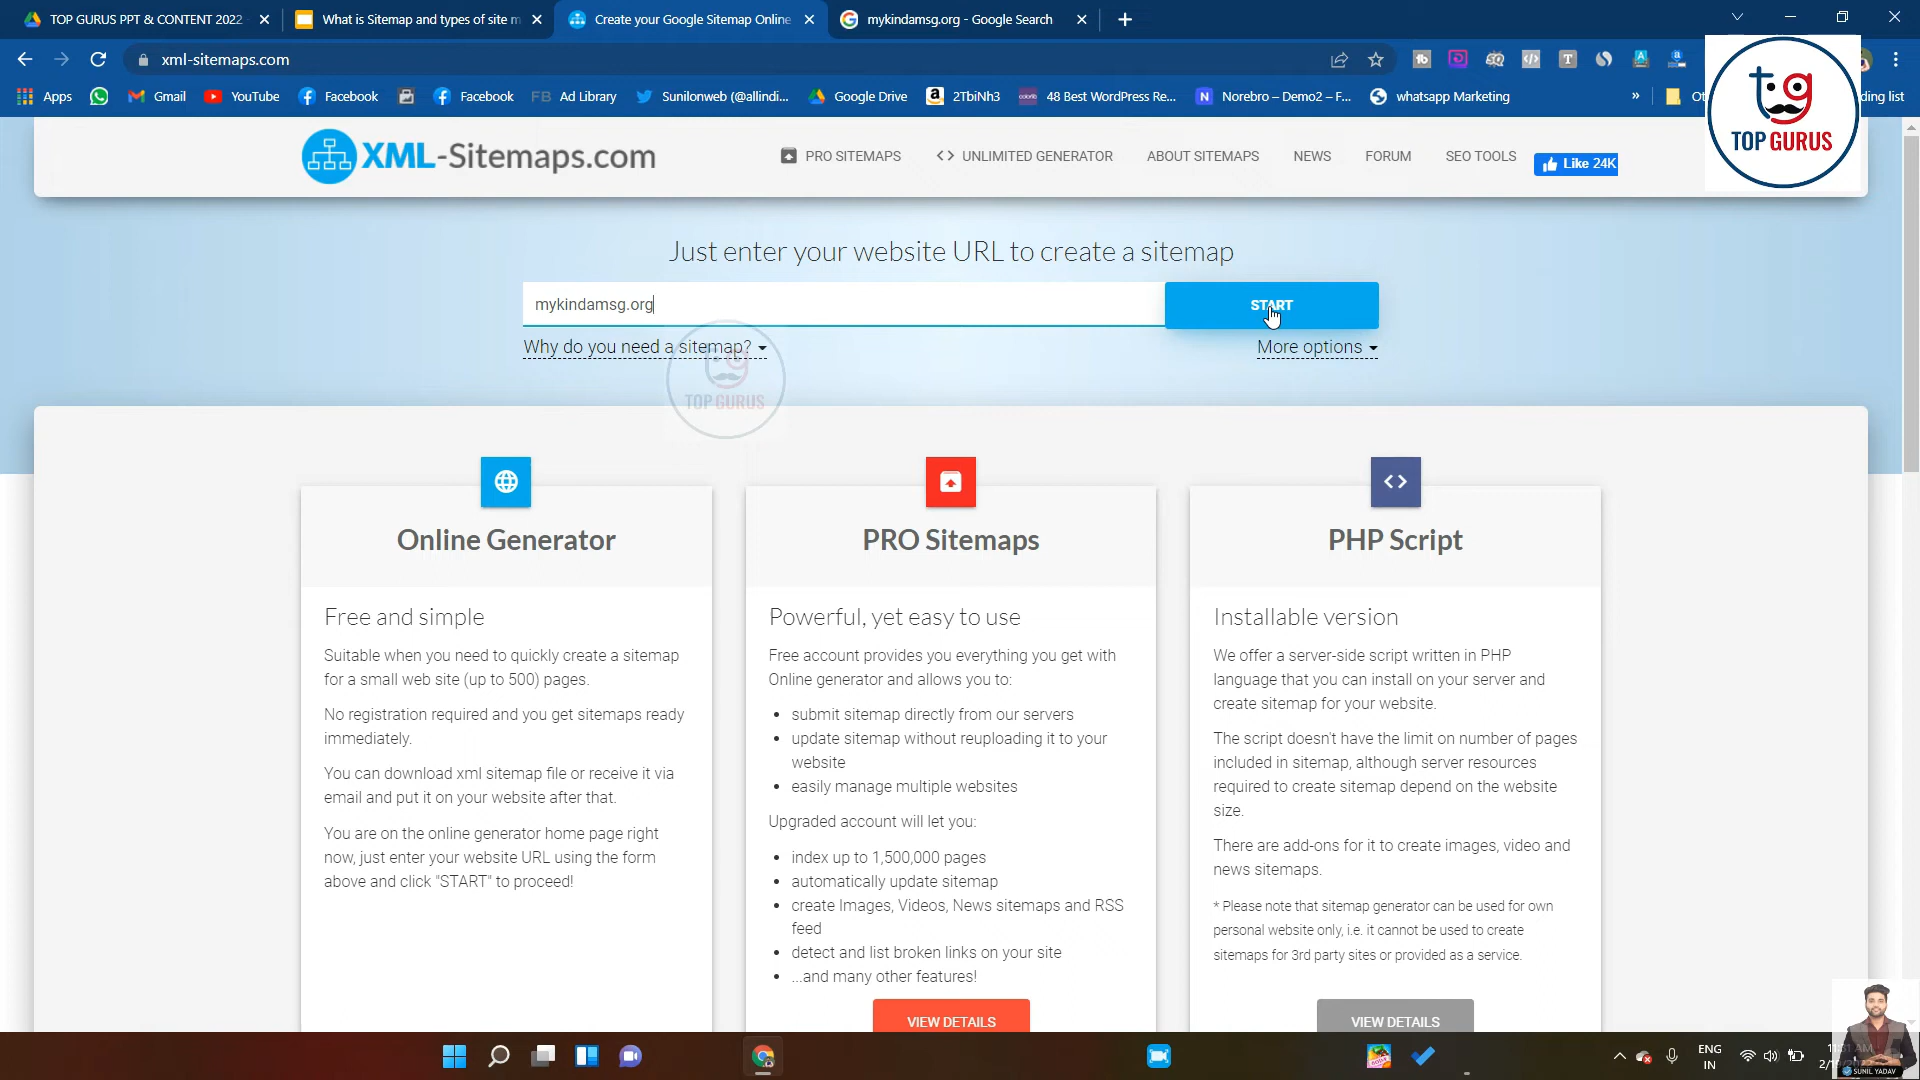 TOP GURUS PPT & CONTENT 2022
What is Sitemap and types of site m
Create your Google Sitemap Online
mykindamsg.org - Google Search
xml-sitemaps.com
Apps
Gmail
YouTube
Facebook
Facebook
FB Ad Library
Sunilonweb (@allindi...
Google Drive
2TbiNh3
48 Best WordPress Re...
Norebro – Demo2 – F...
whatsapp Marketing
»
ding list
tg
TOP GURUS
XML-Sitemaps.com
PRO SITEMAPS
UNLIMITED GENERATOR
ABOUT SITEMAPS
NEWS
FORUM
SEO TOOLS
Like 24K
Just enter your website URL to create a sitemap
mykindamsg.org
START
Why do you need a sitemap?
More options
TOP GURUS
Online Generator
Free and simple
Suitable when you need to quickly create a sitemap
for a small web site (up to 500) pages.
No registration required and you get sitemaps ready
immediately.
You can download xml sitemap file or receive it via
email and put it on your website after that.
You are on the online generator home page right
now, just enter your website URL using the form
above and click "START" to proceed!
PRO Sitemaps
Powerful, yet easy to use
Free account provides you everything you get with
Online generator and allows you to:
• submit sitemap directly from our servers
• update sitemap without reuploading it to your
website
• easily manage multiple websites
Upgraded account will let you:
• index up to 1,500,000 pages
• automatically update sitemap
• create Images, Videos, News sitemaps and RSS
feed
• detect and list broken links on your site
• ...and many other features!
VIEW DETAILS
PHP Script
Installable version
We offer a server-side script written in PHP
language that you can install on your server and
create sitemap for your website.
The script doesn't have the limit on number of pages
included in sitemap, although server resources
required to create sitemap depend on the website
size.
There are add-ons for it to create images, video and
news sitemaps.
* Please note that sitemap generator can be used for own
personal website only, i.e. it cannot be used to create
sitemaps for 3rd party sites or provided as a service.
VIEW DETAILS
ENG
IN
SUNIL YADAV